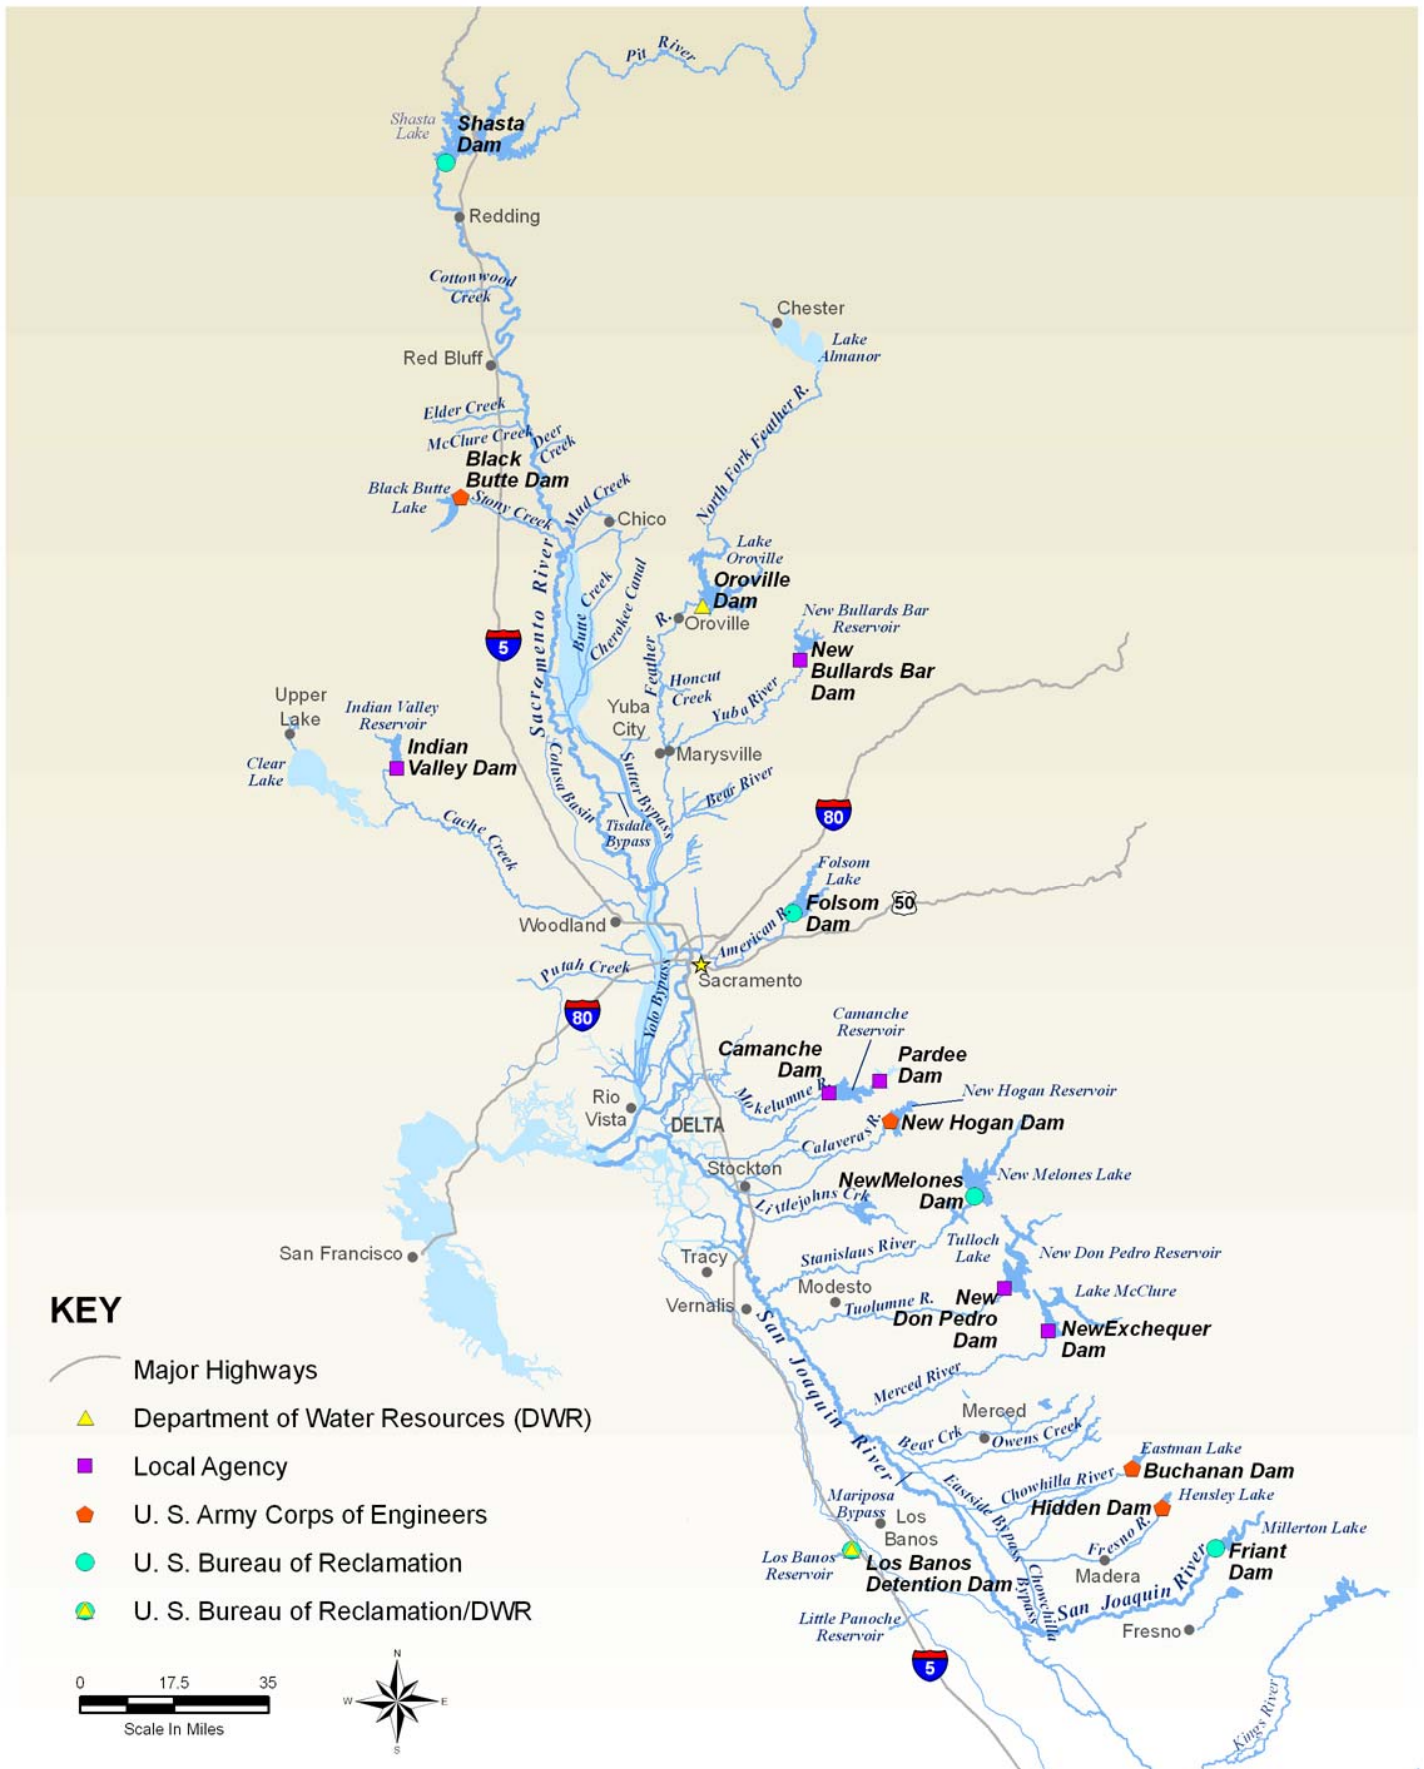 Pit River
Shasta
Lake
Shasta
Dam
Redding
Cottonwood
Creek
Chester
Lake
Almanor
Red Bluff
Elder Creek
McClure Creek
Deer
Creek
North Fork Feather R.
Black
Butte Dam
Black Butte
Lake
Stony Creek
Mud Creek
Chico
Lake
Oroville
Oroville
Dam
Oroville
Sacramento River
Butte Creek
Cherokee Canal
Feather R.
New Bullards Bar
Reservoir
New
Bullards Bar
Dam
5
Honcut
Creek
Yuba River
Upper
Lake
Indian Valley
Reservoir
Indian
Valley Dam
Clear
Lake
Yuba
City
Marysville
Colusa Basin
Sutter Bypass
Bear River
Tisdale
Bypass
Cache Creek
80
Folsom
Lake
Folsom
Dam
50
American R.
Woodland
Sacramento
Putah Creek
Yolo Bypass
80
Camanche
Reservoir
Camanche
Dam
Pardee
Dam
Mokelumne R.
New Hogan Reservoir
New Hogan Dam
Calaveras R.
Rio
Vista
DELTA
Stockton
NewMelones
Dam
New Melones Lake
Littlejohns Crk
San Francisco
Tracy
Stanislaus River
Tulloch
Lake
New Don Pedro Reservoir
Vernalis
Modesto
Tuolumne R.
New
Don Pedro
Dam
Lake McClure
NewExchequer
Dam
San Joaquin River
Merced River
Merced
Bear Crk
Owens Creek
Eastman Lake
Buchanan Dam
Chowhilla River
Hidden Dam
Hensley Lake
Mariposa
Bypass
Eastside Bypass
Los
Banos
Fresno R.
Madera
Millerton Lake
Friant
Dam
Los Banos
Reservoir
Los Banos
Detention Dam
Chowchilla
Bypass
San Joaquin River
Little Panoche
Reservoir
Fresno
5
Kings River
KEY
Major Highways
Department of Water Resources (DWR)
Local Agency
U. S. Army Corps of Engineers
U. S. Bureau of Reclamation
U. S. Bureau of Reclamation/DWR
0 17.5 35
Scale In Miles
N
W E
S